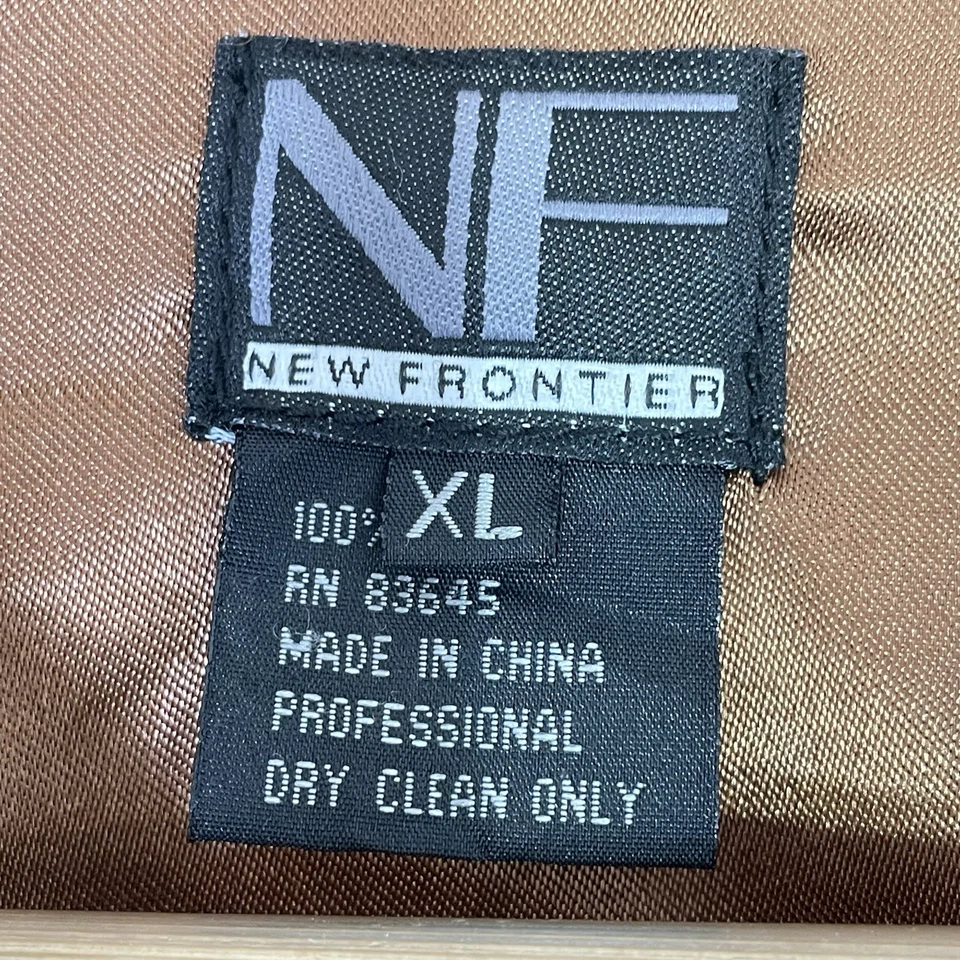 NF
NEW FRONTIER
XL
100%
RN 83645
MADE IN CHINA
PROFESSIONAL
DRY CLEAN ONLY